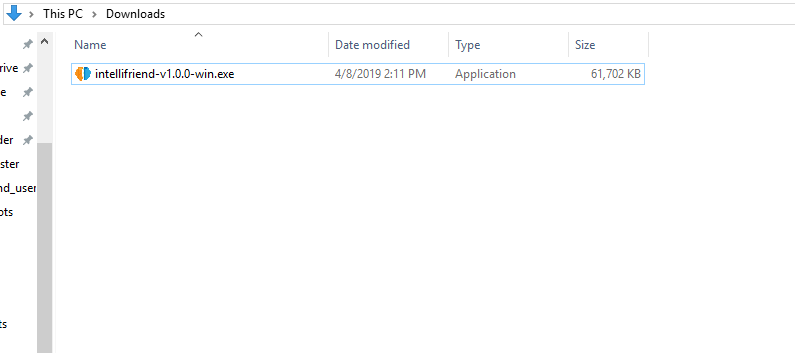 This PC > Downloads
Name Date modified Type Size
intellifriend-v1.0.0-win.exe 4/8/2019 2:11 PM Application 61,702 KB
rive
e
der
ster
nd_user
ots
ts